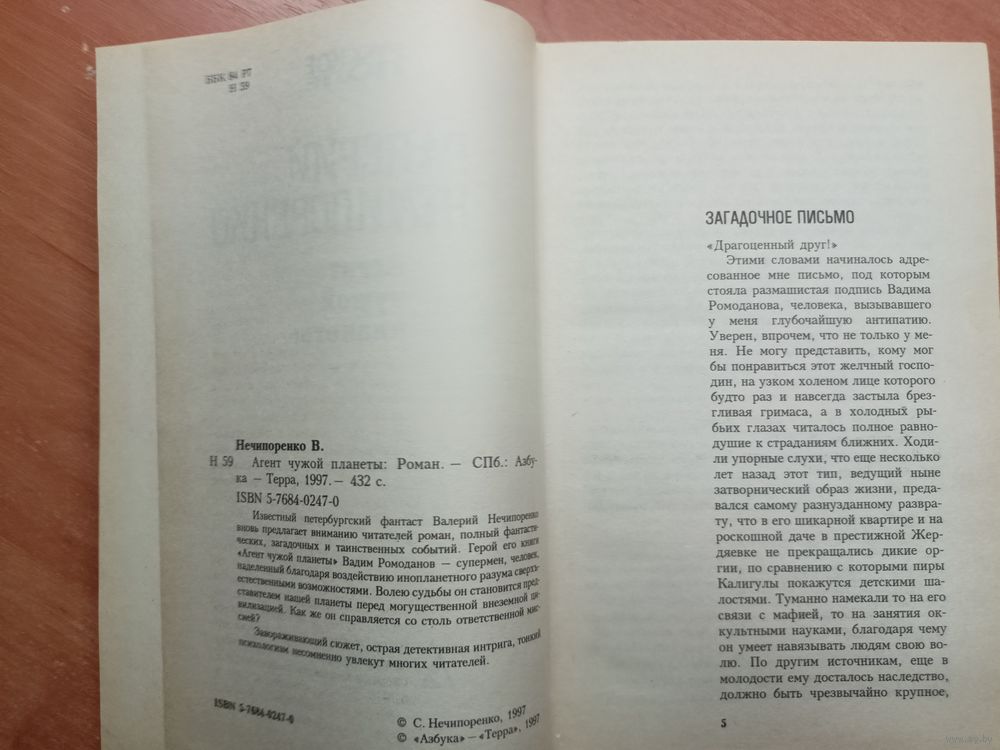 ББК 84 Р7
Н 59
Нечипоренко В.
Н 59 Агент чужой планеты: Роман. — СПб.: Азбу-
ка — Терра, 1997. — 432 с.
ISBN 5-7684-0247-0
Известный петербургский фантаст Валерий Нечипоренко
вновь предлагает вниманию читателей роман, полный фантасти-
ческих, загадочных и таинственных событий. Герой его книги
«Агент чужой планеты» Вадим Ромоданов — супермен, человек,
наделенный благодаря воздействию инопланетного разума сверхъ-
естественными возможностями. Волею судьбы он становится пред-
ставителем нашей планеты перед могущественной внеземной ци-
вилизацией. Как же он справляется со столь ответственной мис-
сией?
Завораживающий сюжет, острая детективная интрига, тонкий
психологизм несомненно увлекут многих читателей.
ISBN 5-7684-0247-0
© С. Нечипоренко, 1997
© «Азбука» — «Терра», 1997
ЗАГАДОЧНОЕ ПИСЬМО
«Драгоценный друг!»
Этими словами начиналось адре-
сованное мне письмо, под которым
стояла размашистая подпись Вадима
Ромоданова, человека, вызывавшего
у меня глубочайшую антипатию.
Уверен, впрочем, что не только у ме-
ня. Не могу представить, кому мог
бы понравиться этот желчный госпо-
дин, на узком холеном лице которого
будто раз и навсегда застыла брез-
гливая гримаса, а в холодных ры-
бьих глазах читалось полное равно-
душие к страданиям ближних. Ходи-
ли упорные слухи, что еще несколько
лет назад этот тип, ведущий ныне
затворнический образ жизни, преда-
вался самому разнузданному развра-
ту, что в его шикарной квартире и на
роскошной даче в престижной Жер-
дяевке не прекращались дикие ор-
гии, по сравнению с которыми пиры
Калигулы покажутся детскими ша-
лостями. Туманно намекали то на его
связи с мафией, то на занятия ок-
культными науками, благодаря чему
он умеет навязывать людям свою во-
лю. По другим источникам, еще в
молодости ему досталось наследство,
должно быть чрезвычайно крупное,
5